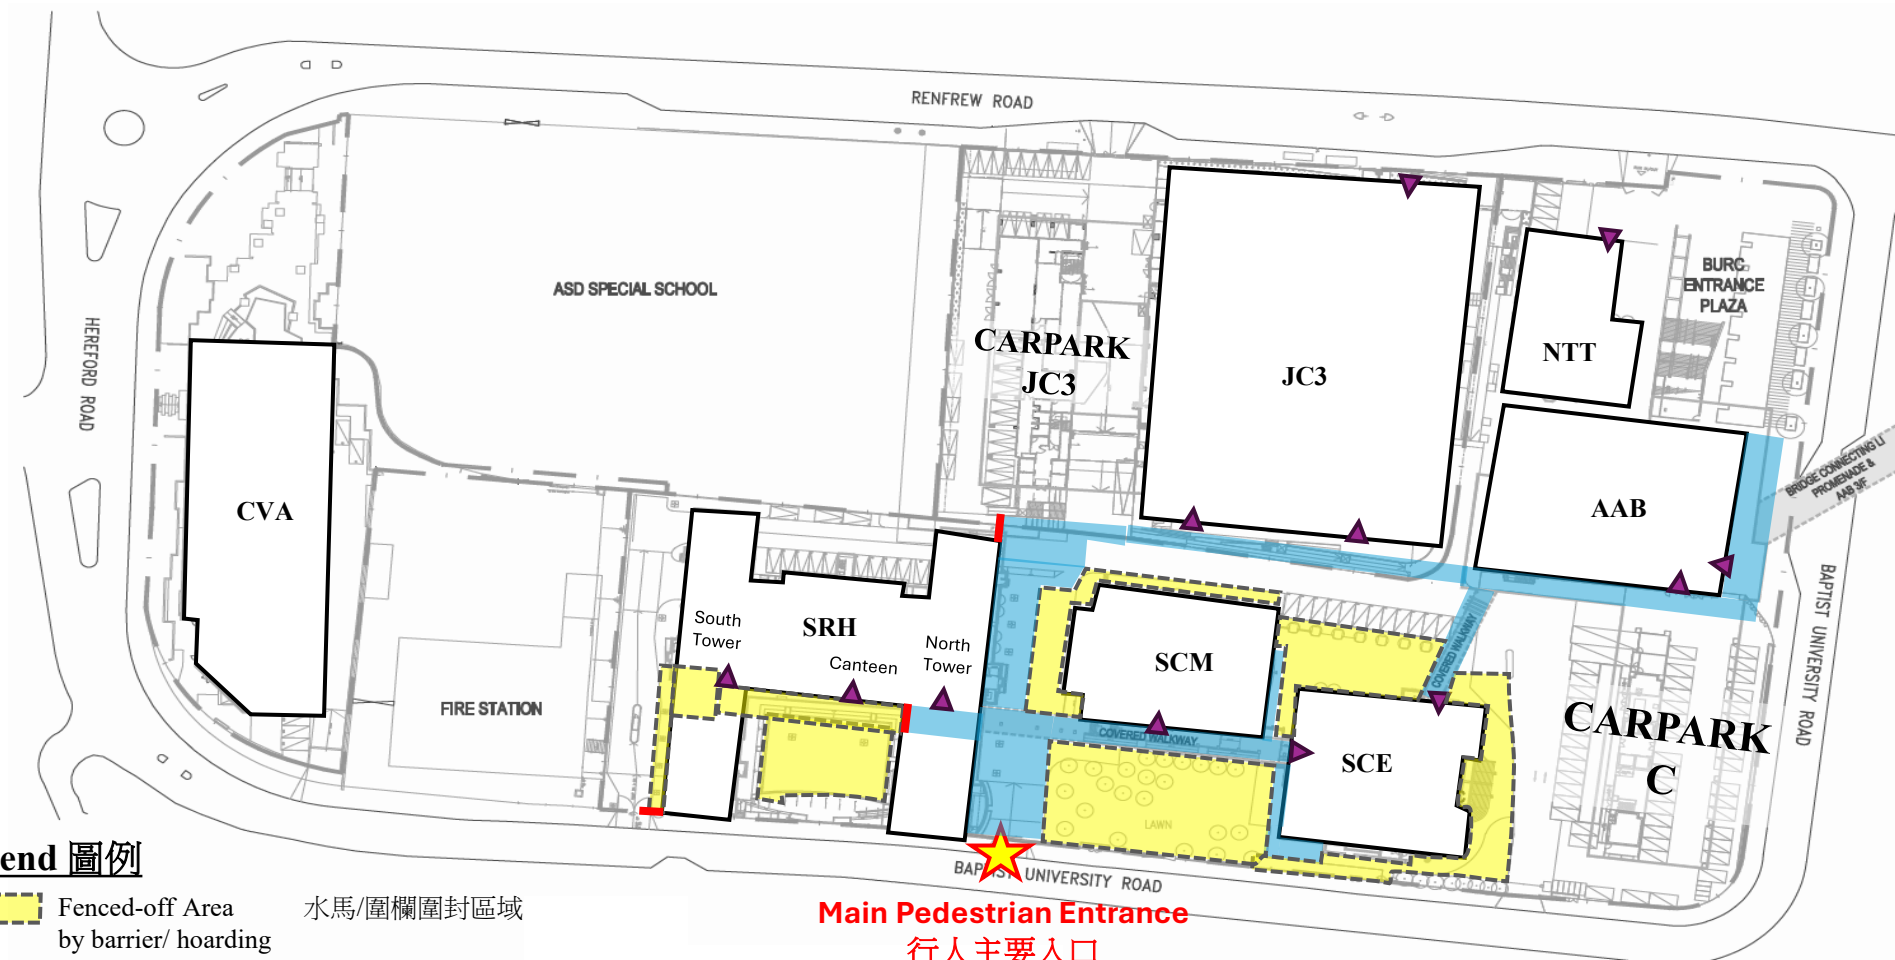 RENFREW ROAD
HEREFORD ROAD
ASD SPECIAL SCHOOL
CARPARK
JC3
JC3
BURC
ENTRANCE
PLAZA
NTT
BRIDGE CONNECTING LI
PROMENADE &
AAB 3/F
AAB
CVA
South
Tower
SRH
Canteen
North
Tower
SCM
COVERED WALKWAY
COVERED WALKWAY
FIRE STATION
SCE
CARPARK
C
BAPTIST UNIVERSITY ROAD
LAWN
BAPTIST UNIVERSITY ROAD
end 圖例
Fenced-off Area
by barrier/ hoarding
水馬/圍欄圍封區域
Main Pedestrian Entrance
行人主要入口